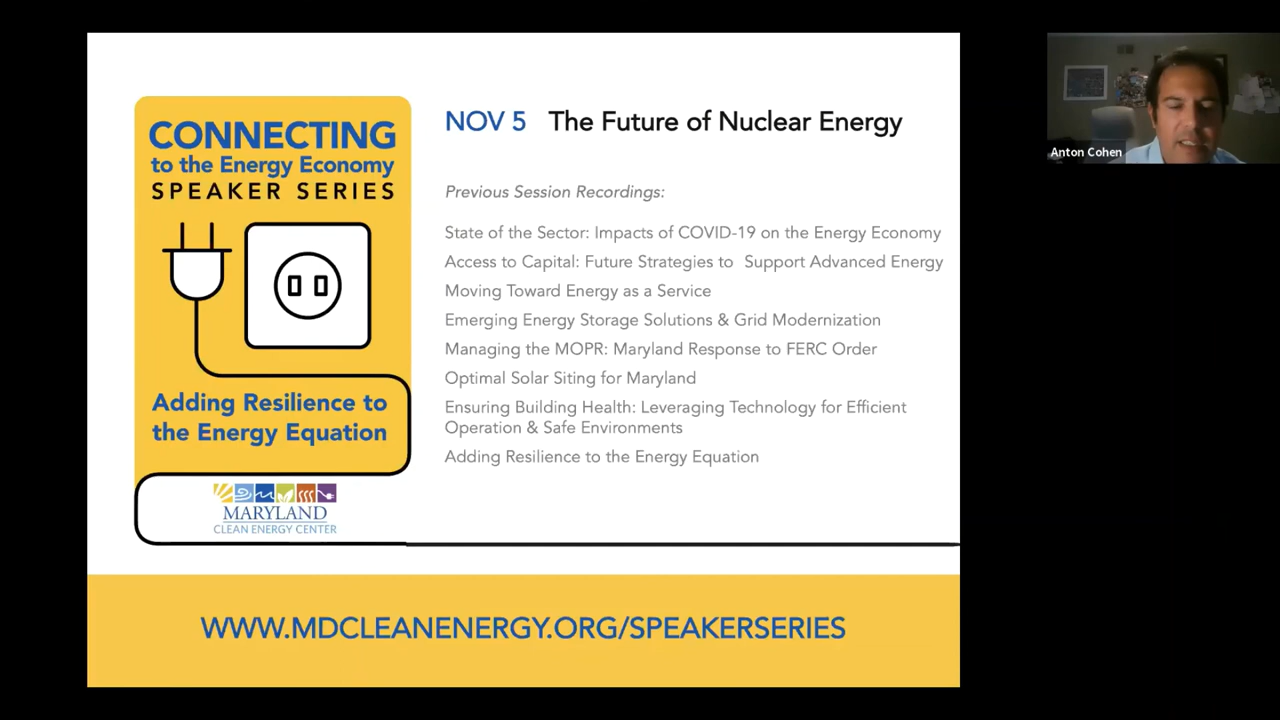 CONNECTING
to the Energy Economy
SPEAKER SERIES
Adding Resilience to
the Energy Equation
MARYLAND
CLEAN ENERGY CENTER
NOV 5 The Future of Nuclear Energy
Previous Session Recordings:
State of the Sector: Impacts of COVID-19 on the Energy Economy
Access to Capital: Future Strategies to Support Advanced Energy
Moving Toward Energy as a Service
Emerging Energy Storage Solutions & Grid Modernization
Managing the MOPR: Maryland Response to FERC Order
Optimal Solar Siting for Maryland
Ensuring Building Health: Leveraging Technology for Efficient
Operation & Safe Environments
Adding Resilience to the Energy Equation
WWW.MDCLEANENERGY.ORG/SPEAKERSERIES
Anton Cohen